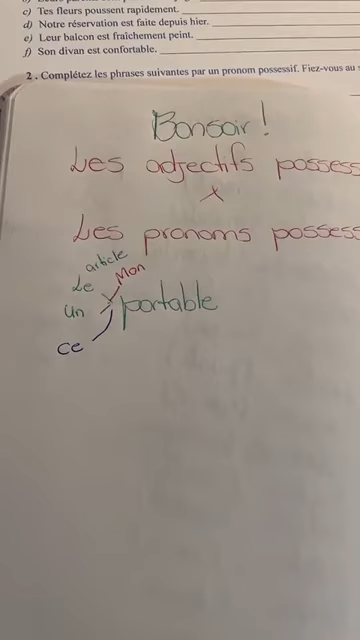 c) Tes fleurs poussent rapidement.
d) Notre réservation est faite depuis hier.
e) Leur balcon est fraîchement peint.
f) Son divan est confortable.
2. Complétez les phrases suivantes par un pronom possessif. Fiez-vous au
Bonsoir!
Les adjectifs possess
x
Les pronoms possess
article
Le Mon
un portable
ce